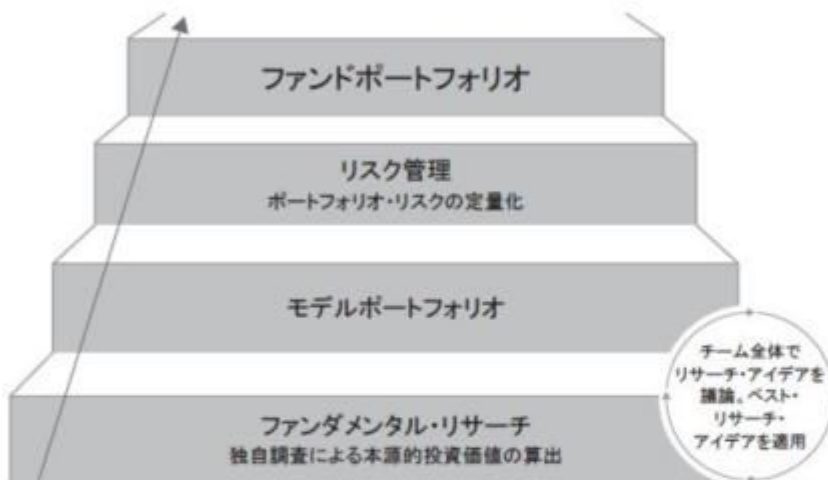 ファンドポートフォリオ
リスク管理
ポートフォリオ・リスクの定量化
モデルポートフォリオ
チーム全体で
リサーチ・アイデアを
議論。ベスト・
リサーチ・
アイデアを適用
ファンダメンタル・リサーチ
独自調査による本源的投資価値の算出